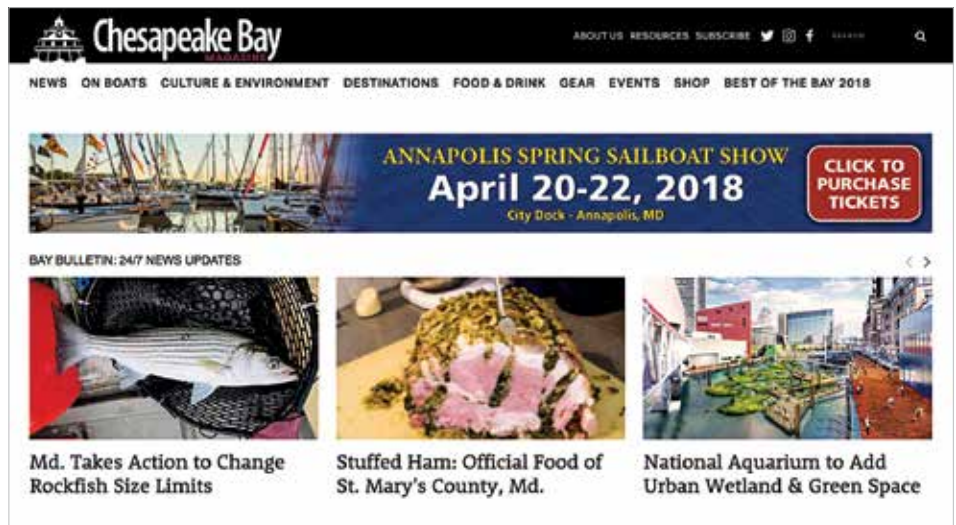 Chesapeake Bay
MAGAZINE
ABOUT US RESOURCES SUBSCRIBE
SEARCH
NEWS ON BOATS CULTURE & ENVIRONMENT DESTINATIONS FOOD & DRINK GEAR EVENTS SHOP BEST OF THE BAY 2018
ANNAPOLIS SPRING SAILBOAT SHOW
April 20-22, 2018
City Dock - Annapolis, MD
CLICK TO
PURCHASE
TICKETS
BAY BULLETIN: 24/7 NEWS UPDATES
Md. Takes Action to Change
Rockfish Size Limits
Stuffed Ham: Official Food of
St. Mary's County, Md.
National Aquarium to Add
Urban Wetland & Green Space